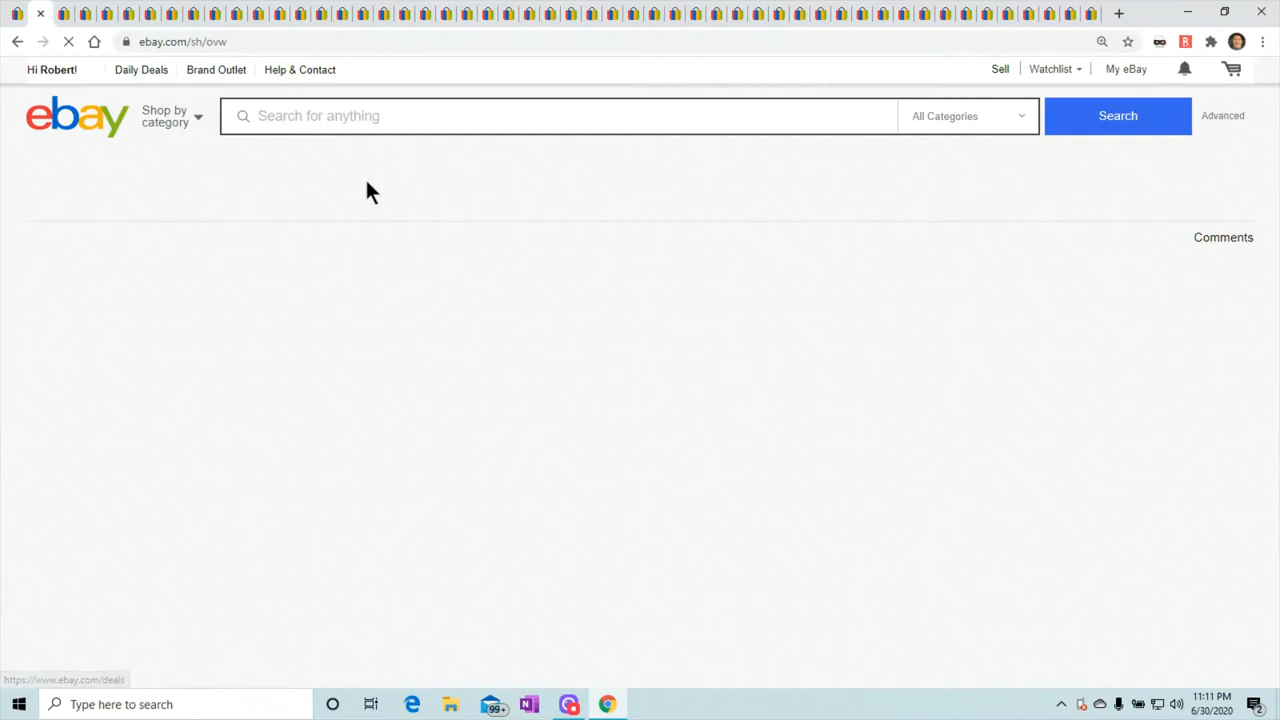 ebay.com/sh/ovw
Hi Robert!
Daily Deals
Brand Outlet
Help & Contact
Sell
Watchlist
My eBay
ebay
Shop by
category
Search for anything
All Categories
Search
Advanced
Comments
https://www.ebay.com/deals
Type here to search
99+
N
11:11 PM
6/30/2020
2
R